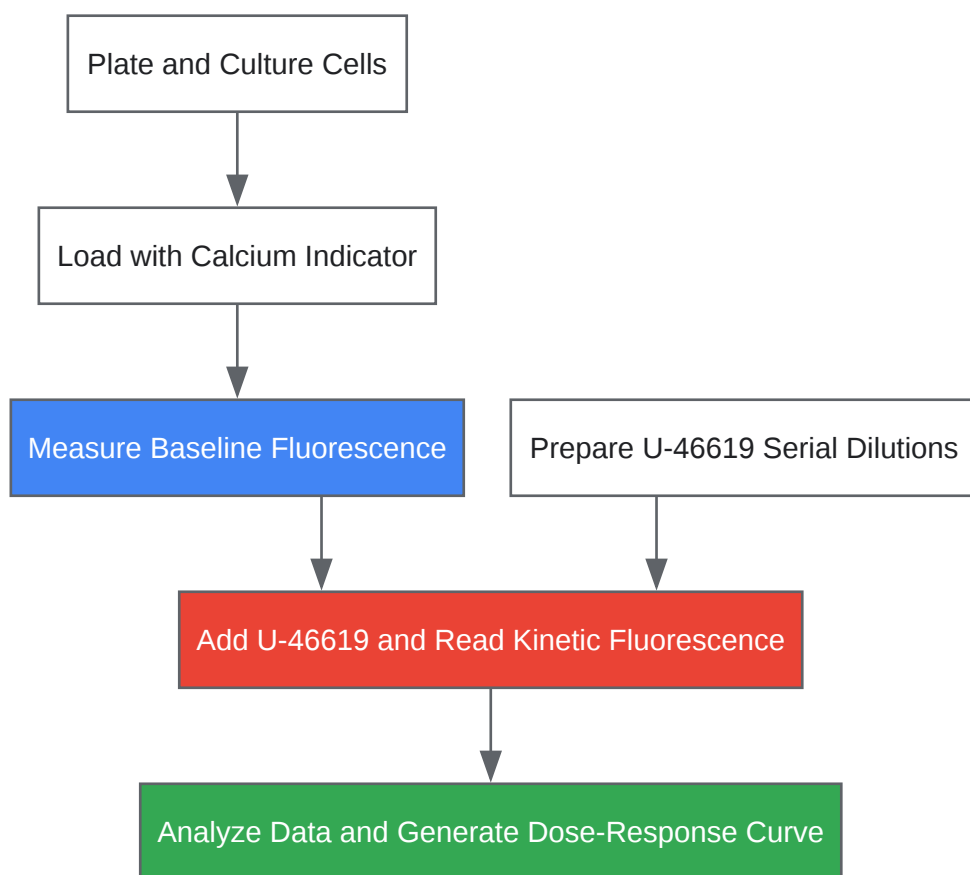 Plate and Culture Cells
Load with Calcium Indicator
Measure Baseline Fluorescence
Prepare U-46619 Serial Dilutions
Add U-46619 and Read Kinetic Fluorescence
Analyze Data and Generate Dose-Response Curve